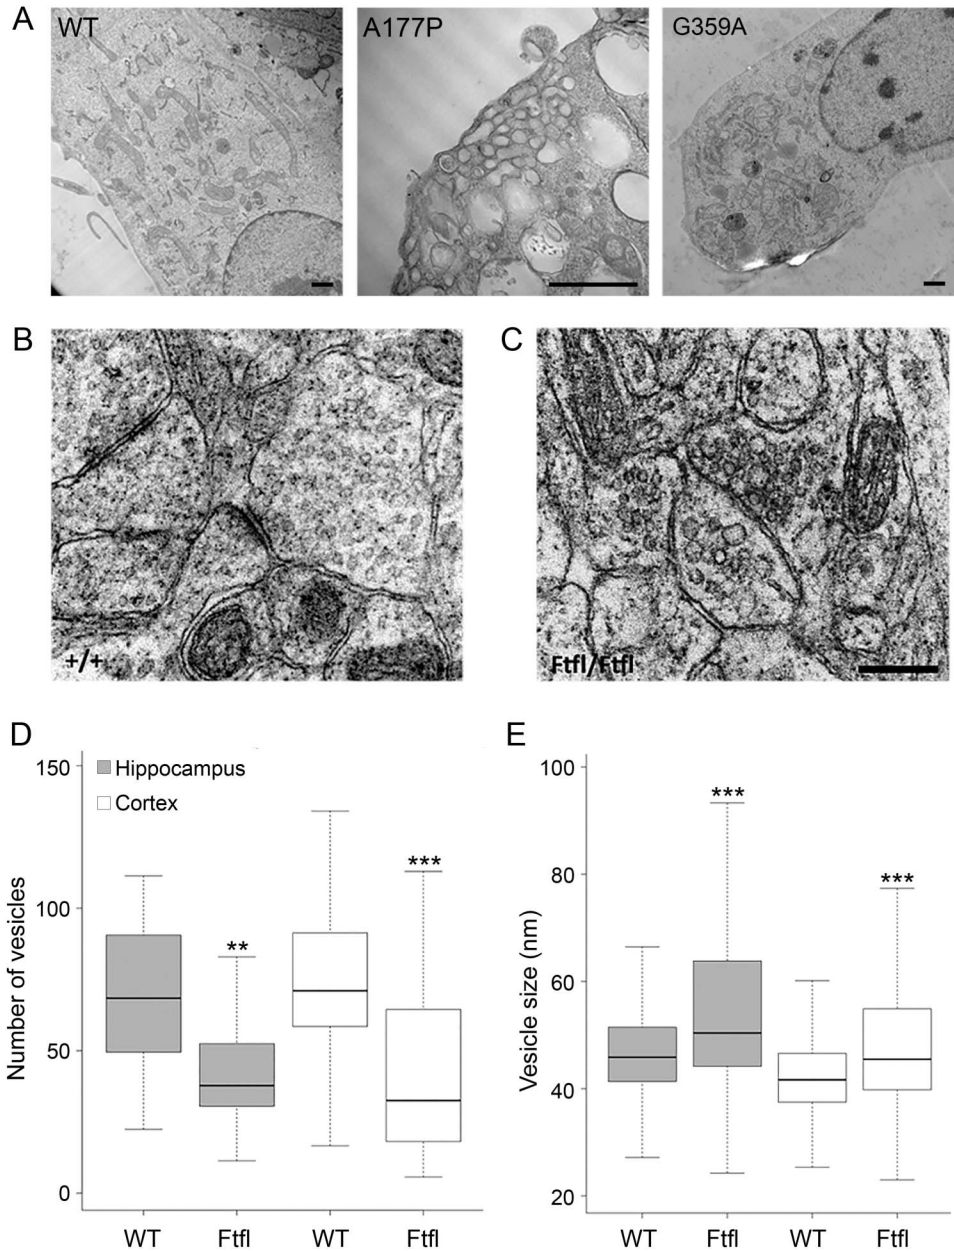 A
WT
A177P
G359A
B
C
+/+
Ftfl/Ftfl
D
E
Number of vesicles
150
100
50
0
Hippocampus
Cortex
**
***
WT
Ftfl
WT
Ftfl
Vesicle size (nm)
100
80
60
40
20
***
***
WT
Ftfl
WT
Ftfl